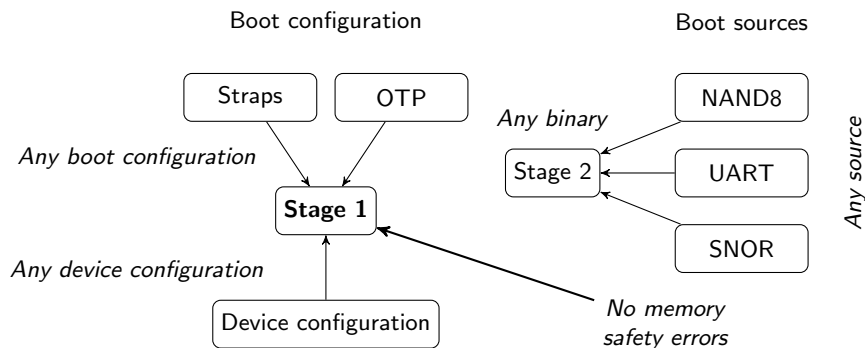 Boot configuration
Boot sources
Straps
OTP
NAND8
Any binary
Any boot configuration
Stage 2
UART
Any source
Stage 1
SNOR
Any device configuration
Device configuration
No memory
safety errors